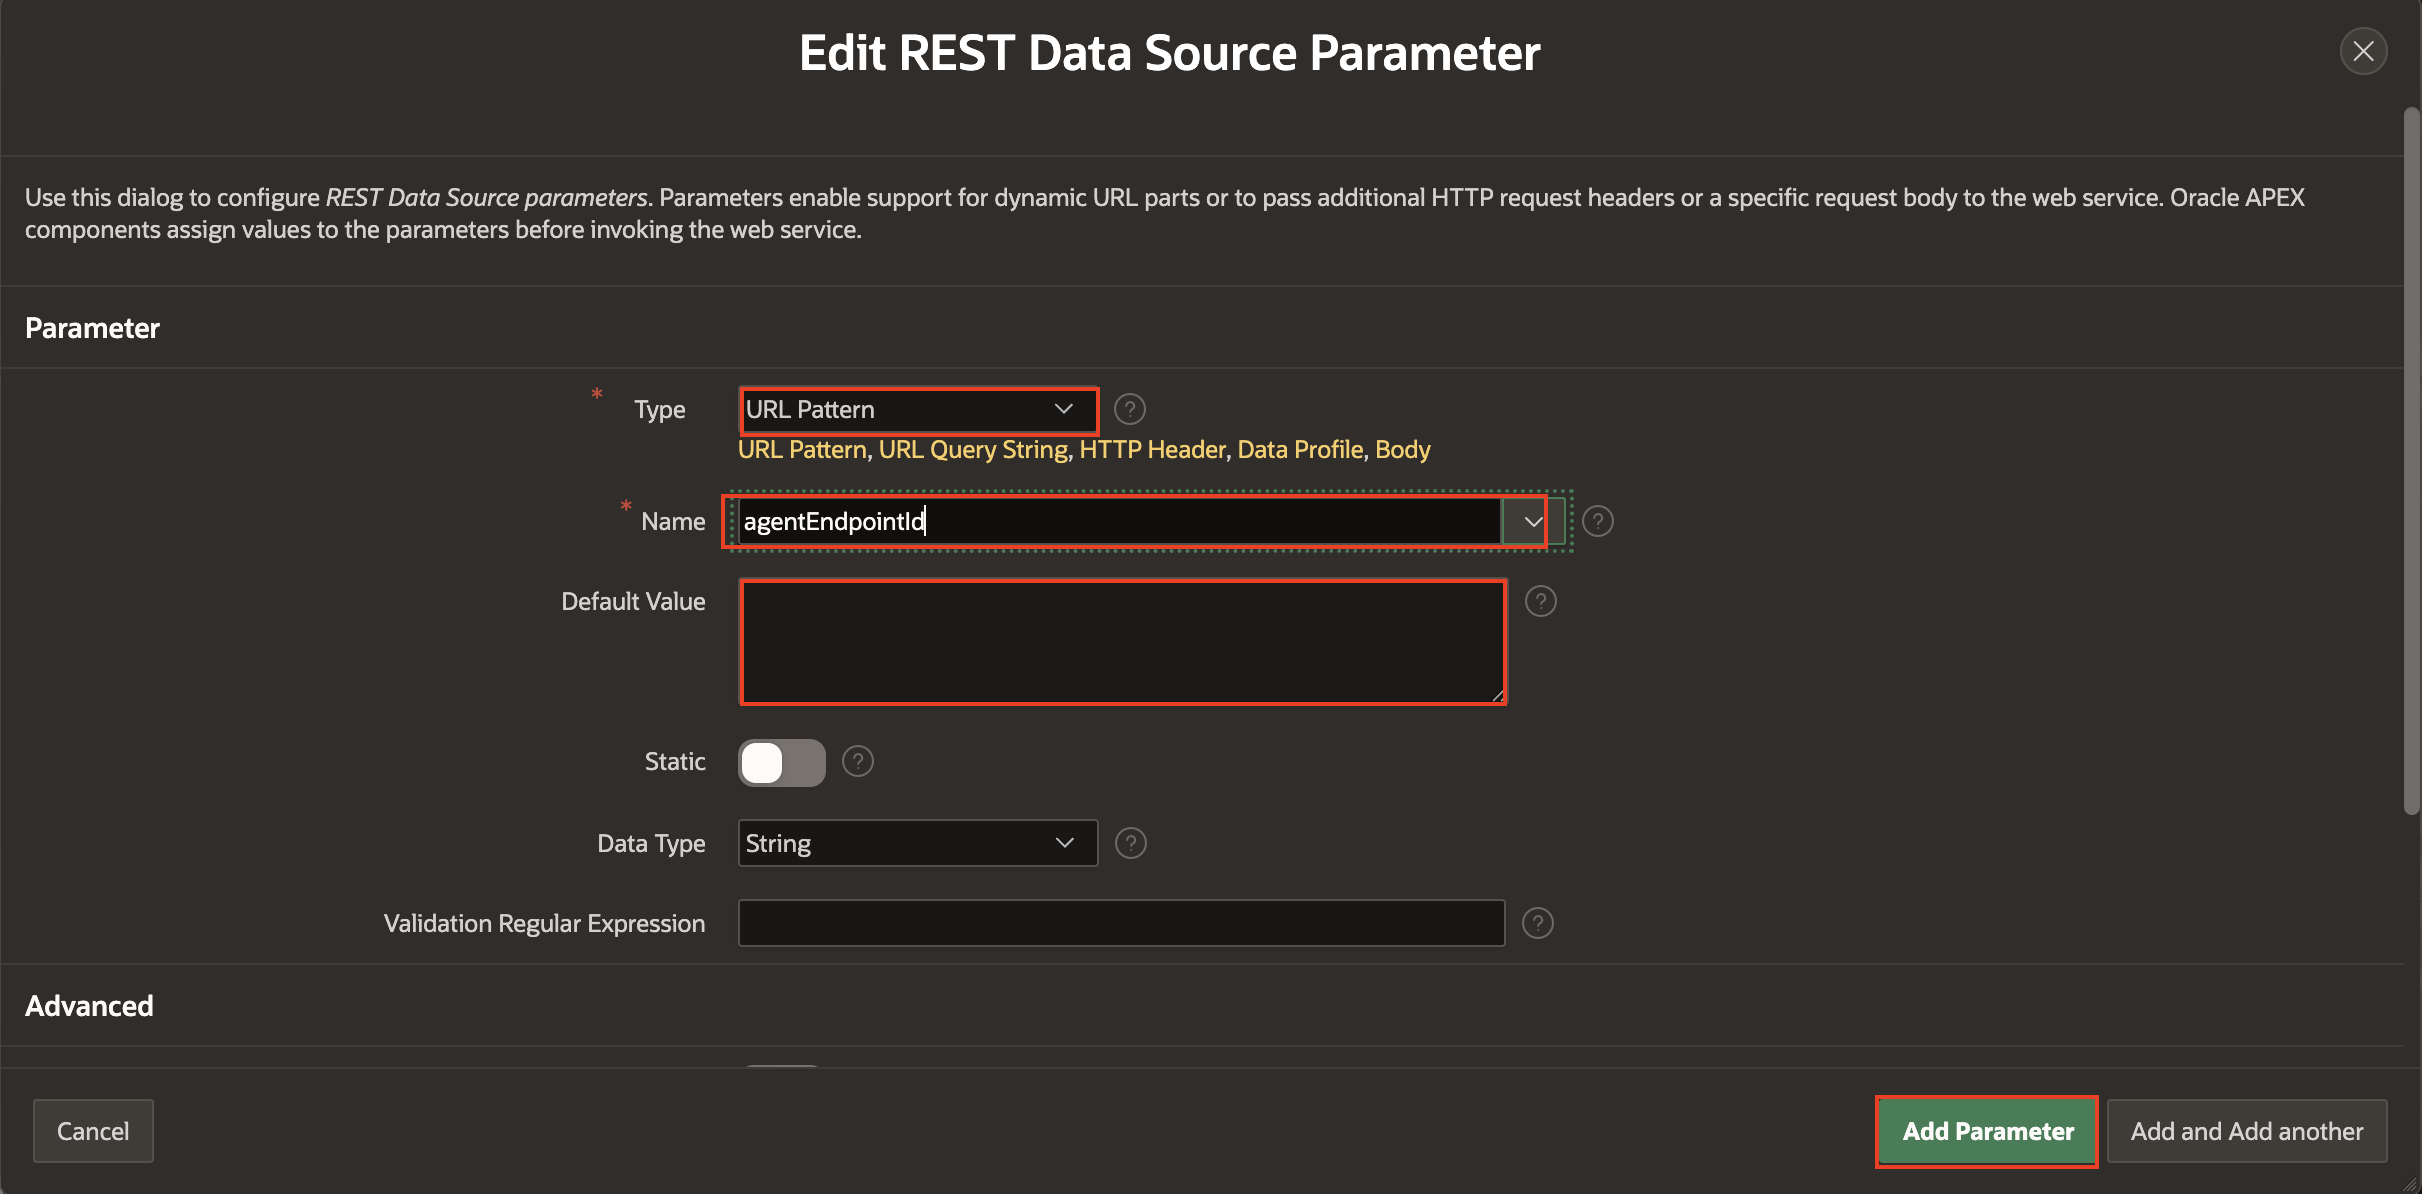 Edit REST Data Source Parameter
Use this dialog to configure REST Data Source parameters. Parameters enable support for dynamic URL parts or to pass additional HTTP request headers or a specific request body to the web service. Oracle APEX
components assign values to the parameters before invoking the web service.
Parameter
* Type URL Pattern ?
URL Pattern, URL Query String, HTTP Header, Data Profile, Body
* Name agentEndpointId ?
Default Value ?
Static ?
Data Type String ?
Validation Regular Expression ?
Advanced
Cancel Add Parameter Add and Add another